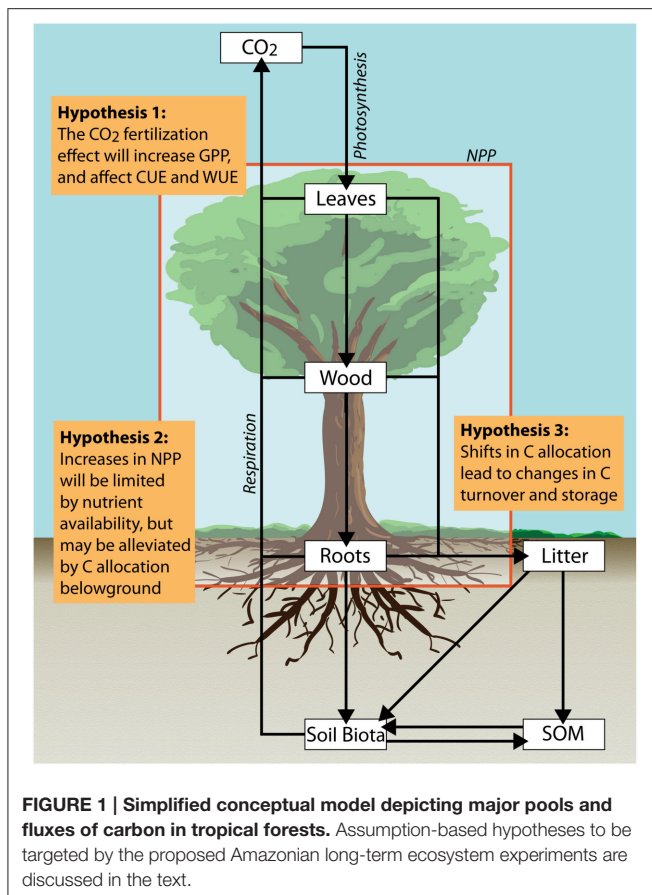 CO2
Photosynthesis
Hypothesis 1:
The CO2 fertilization
effect will increase GPP,
and affect CUE and WUE
NPP
Leaves
Wood
Respiration
Hypothesis 2:
Increases in NPP
will be limited
by nutrient
availability, but
may be alleviated
by C allocation
belowground
Hypothesis 3:
Shifts in C allocation
lead to changes in C
turnover and storage
Roots
Litter
Soil Biota
SOM
FIGURE 1 | Simplified conceptual model depicting major pools and
fluxes of carbon in tropical forests. Assumption-based hypotheses to be
targeted by the proposed Amazonian long-term ecosystem experiments are
discussed in the text.